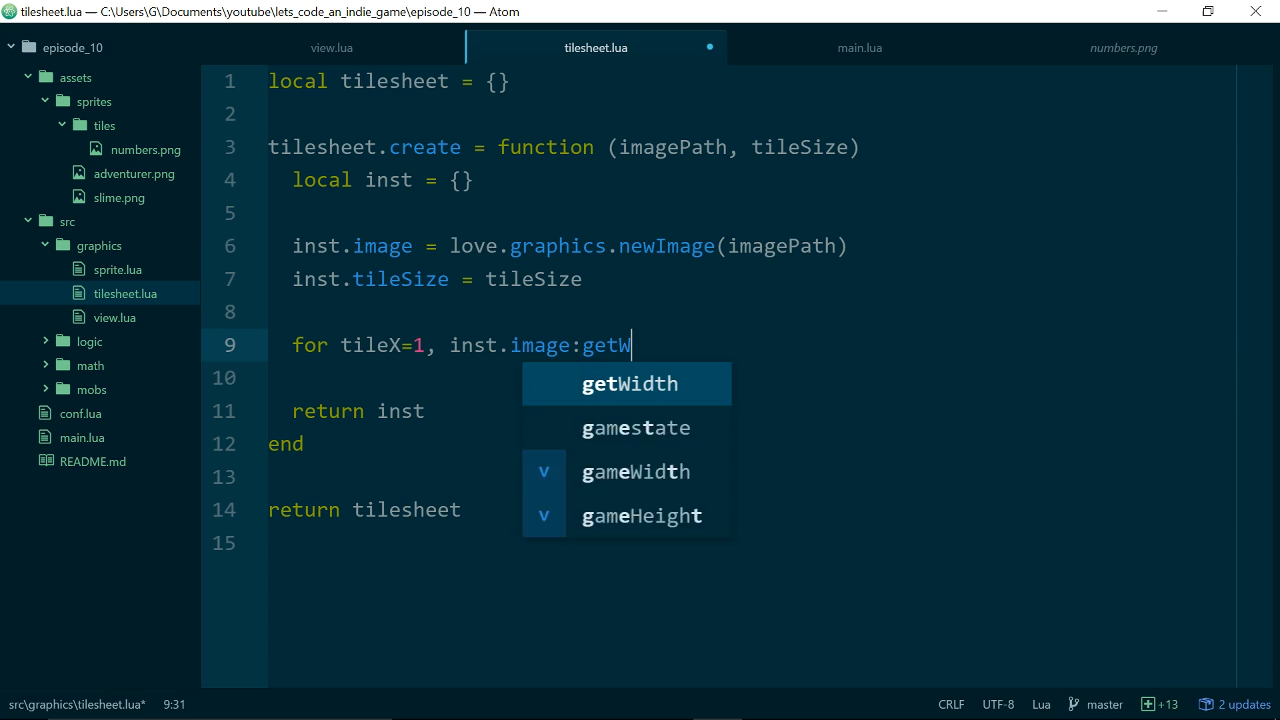 tilesheet.lua — C:\Users\G\Documents\youtube\lets_code_an_indie_game\episode_10 — Atom
episode_10
view.lua
tilesheet.lua
main.lua
numbers.png
assets
sprites
tiles
numbers.png
adventurer.png
slime.png
src
graphics
sprite.lua
tilesheet.lua
view.lua
logic
math
mobs
conf.lua
main.lua
README.md
1 local tilesheet = {}
2
3 tilesheet.create = function (imagePath, tileSize)
4 local inst = {}
5
6 inst.image = love.graphics.newImage(imagePath)
7 inst.tileSize = tileSize
8
9 for tileX=1, inst.image:getW
getWidth
gamestate
v gameWidth
v gameHeight
10
11 return inst
12 end
13
14 return tilesheet
15
src\graphics\tilesheet.lua* 9:31 CRLF UTF-8 Lua master +13 2 updates